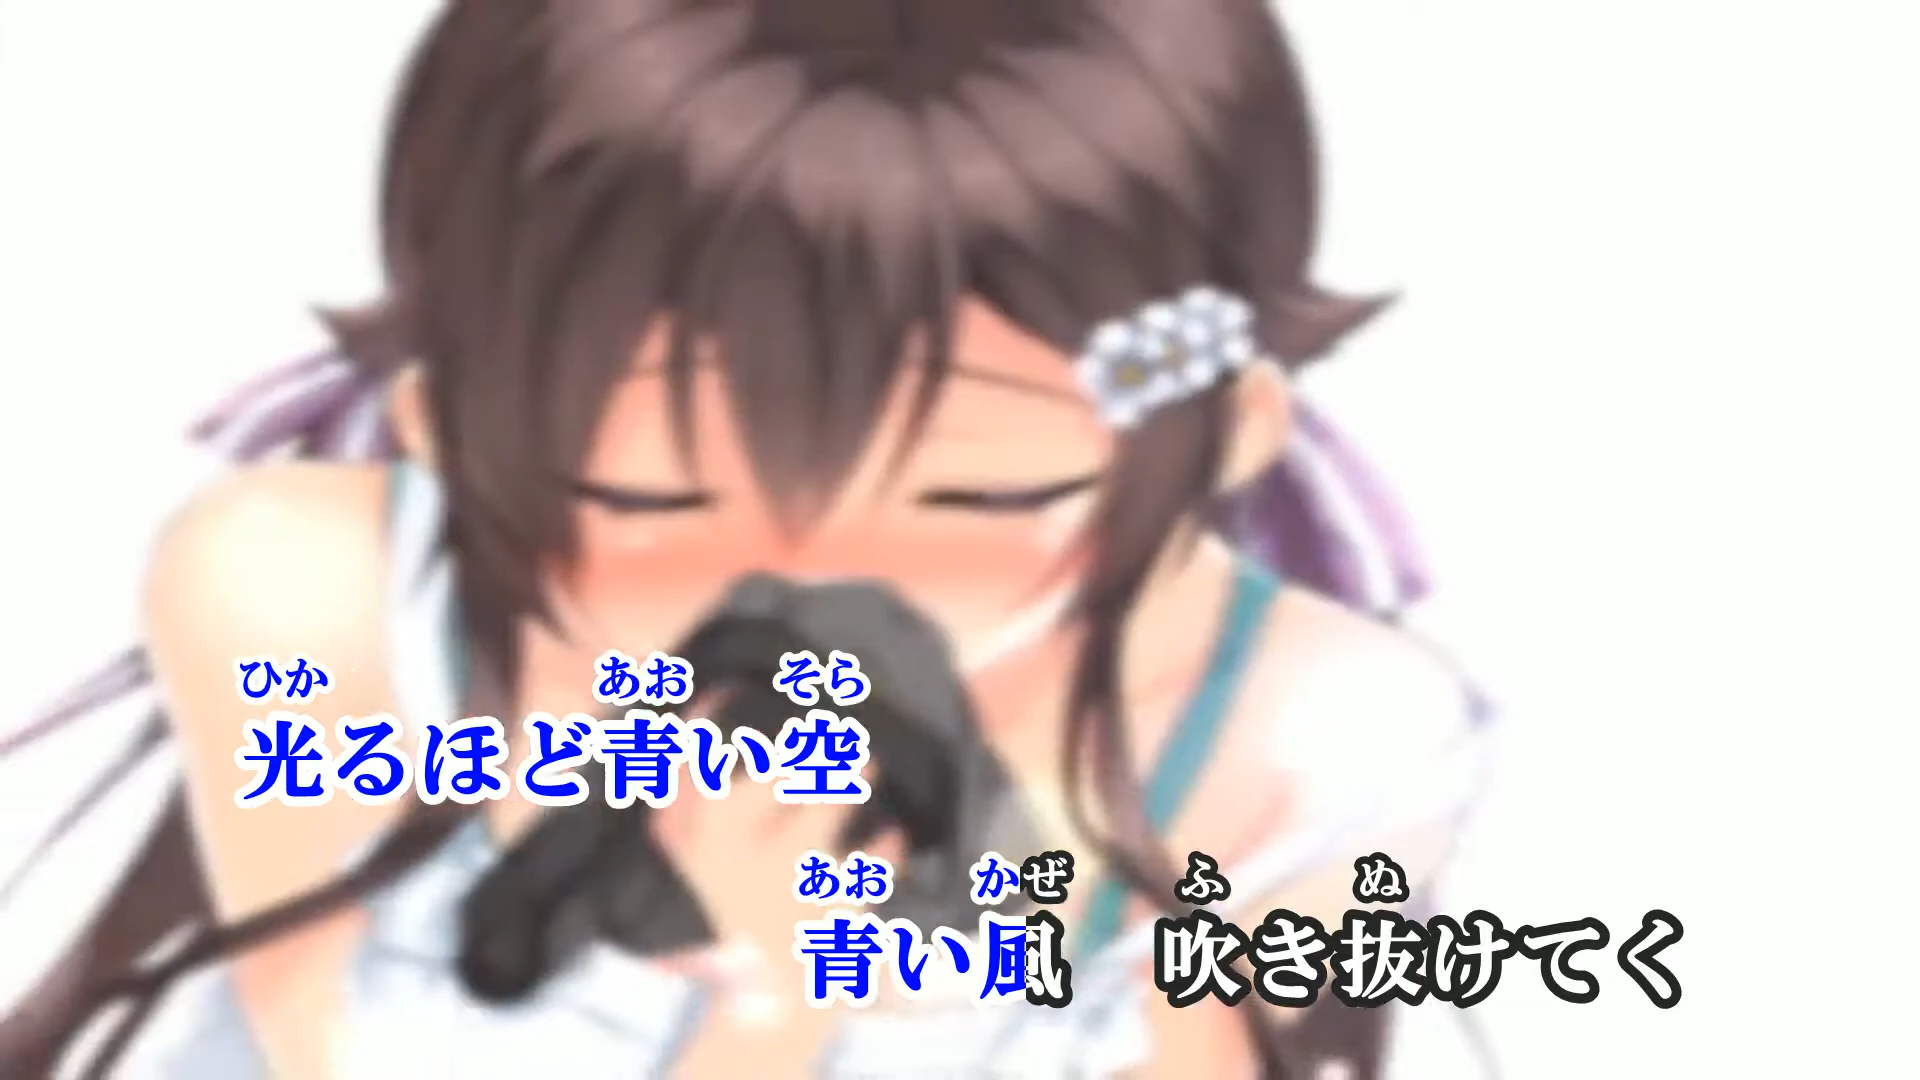 ひか あお そら
光るほど青い空
あお かぜ ふ ぬ
青い風 吹き抜けてく